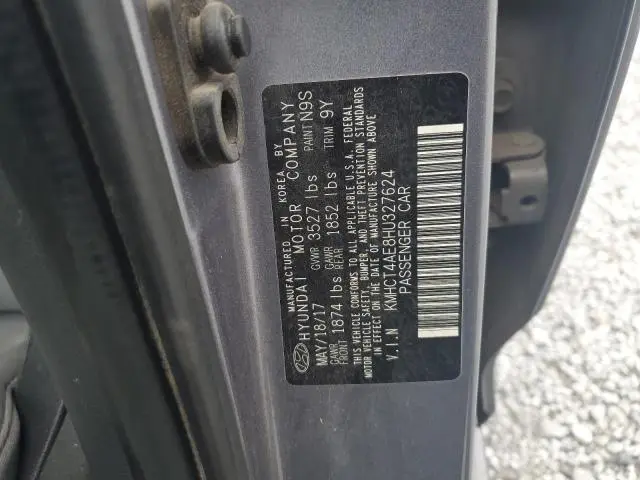 MANUFACTURED IN KOREA BY
HYUNDAI MOTOR COMPANY
MAY/18/17 GVWR 3527 lbs PAINT N9S
GAWR FRONT 1874 lbs GAWR REAR 1852 lbs TRIM 9Y
THIS VEHICLE CONFORMS TO ALL APPLICABLE U.S.A. FEDERAL
MOTOR VEHICLE SAFETY, BUMPER, AND THEFT PREVENTION STANDARDS
IN EFFECT ON THE DATE OF MANUFACTURE SHOWN ABOVE
V.I.N KMHCT4AE8HU327624
PASSENGER CAR